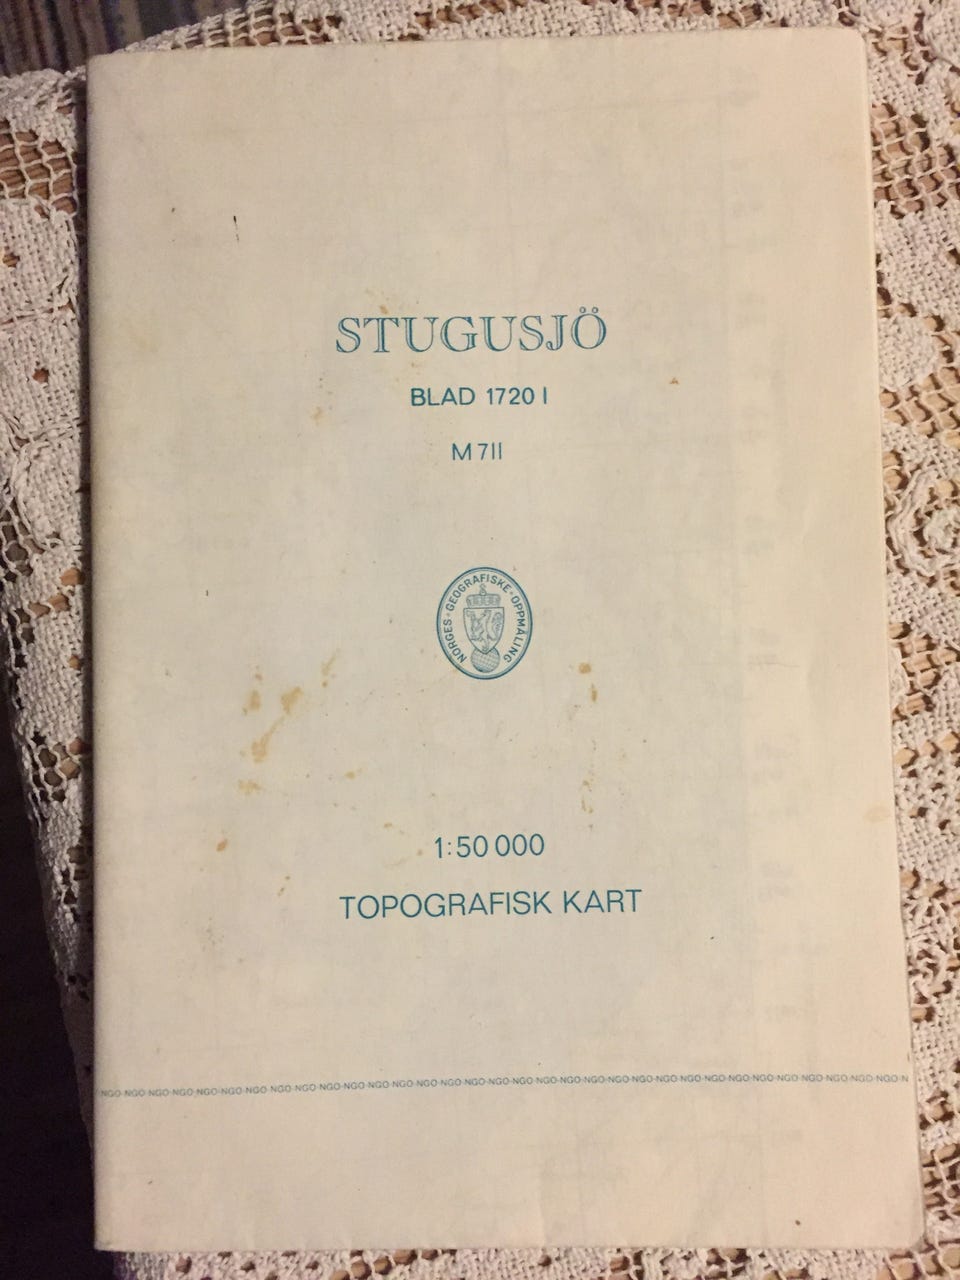 STUGUSJÖ
BLAD 1720 I
M 711
NORGES·GEOGRAFISKE·OPPMÅLING
1:50 000
TOPOGRAFISK KART
NGO·NGO·NGO·NGO·NGO·NGO·NGO·NGO·NGO·NGO·NGO·NGO·NGO·NGO·NGO·NGO·NGO·NGO·NGO·NGO·NGO·NGO·NGO·NGO·NGO·NGO·NGO·NGO·NGO·NGO·NGO·NGO·NGO·N